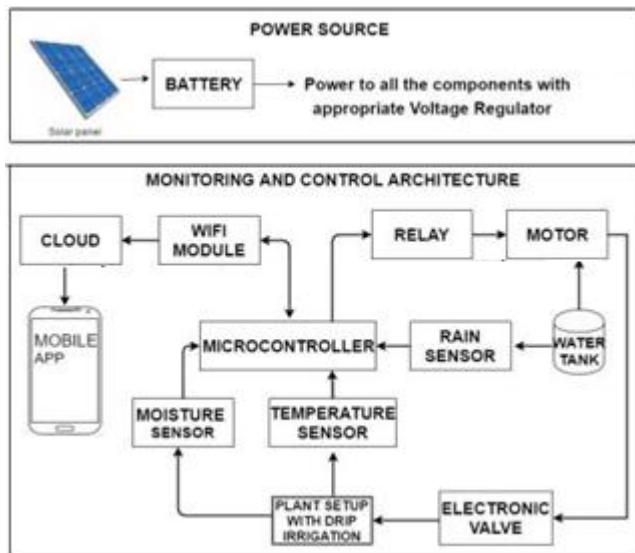 POWER SOURCE
BATTERY
Power to all the components with
appropriate Voltage Regulator
Solar panel
MONITORING AND CONTROL ARCHITECTURE
CLOUD
WIFI
MODULE
RELAY
MOTOR
MOBILE
APP
MICROCONTROLLER
RAIN
SENSOR
WATER
TANK
MOISTURE
SENSOR
TEMPERATURE
SENSOR
PLANT SETUP
WITH DRIP
IRRIGATION
ELECTRONIC
VALVE